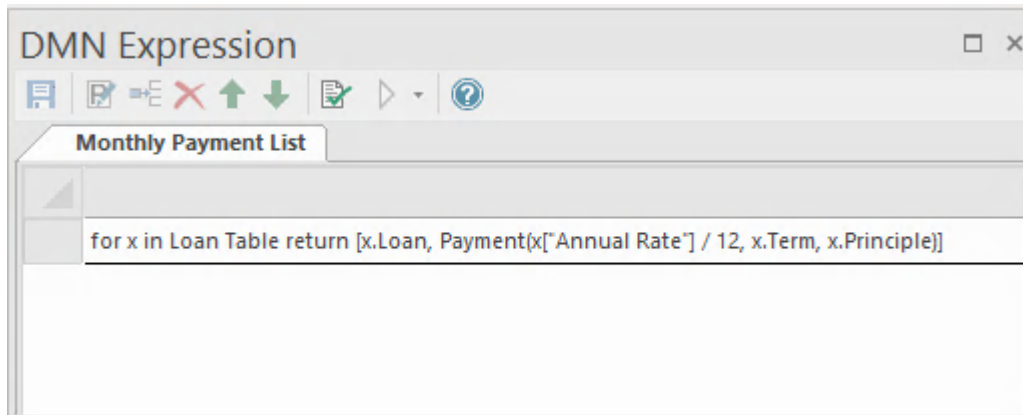 DMN Expression
Monthly Payment List
for x in Loan Table return [x.Loan, Payment(x["Annual Rate"] / 12, x.Term, x.Principle)]